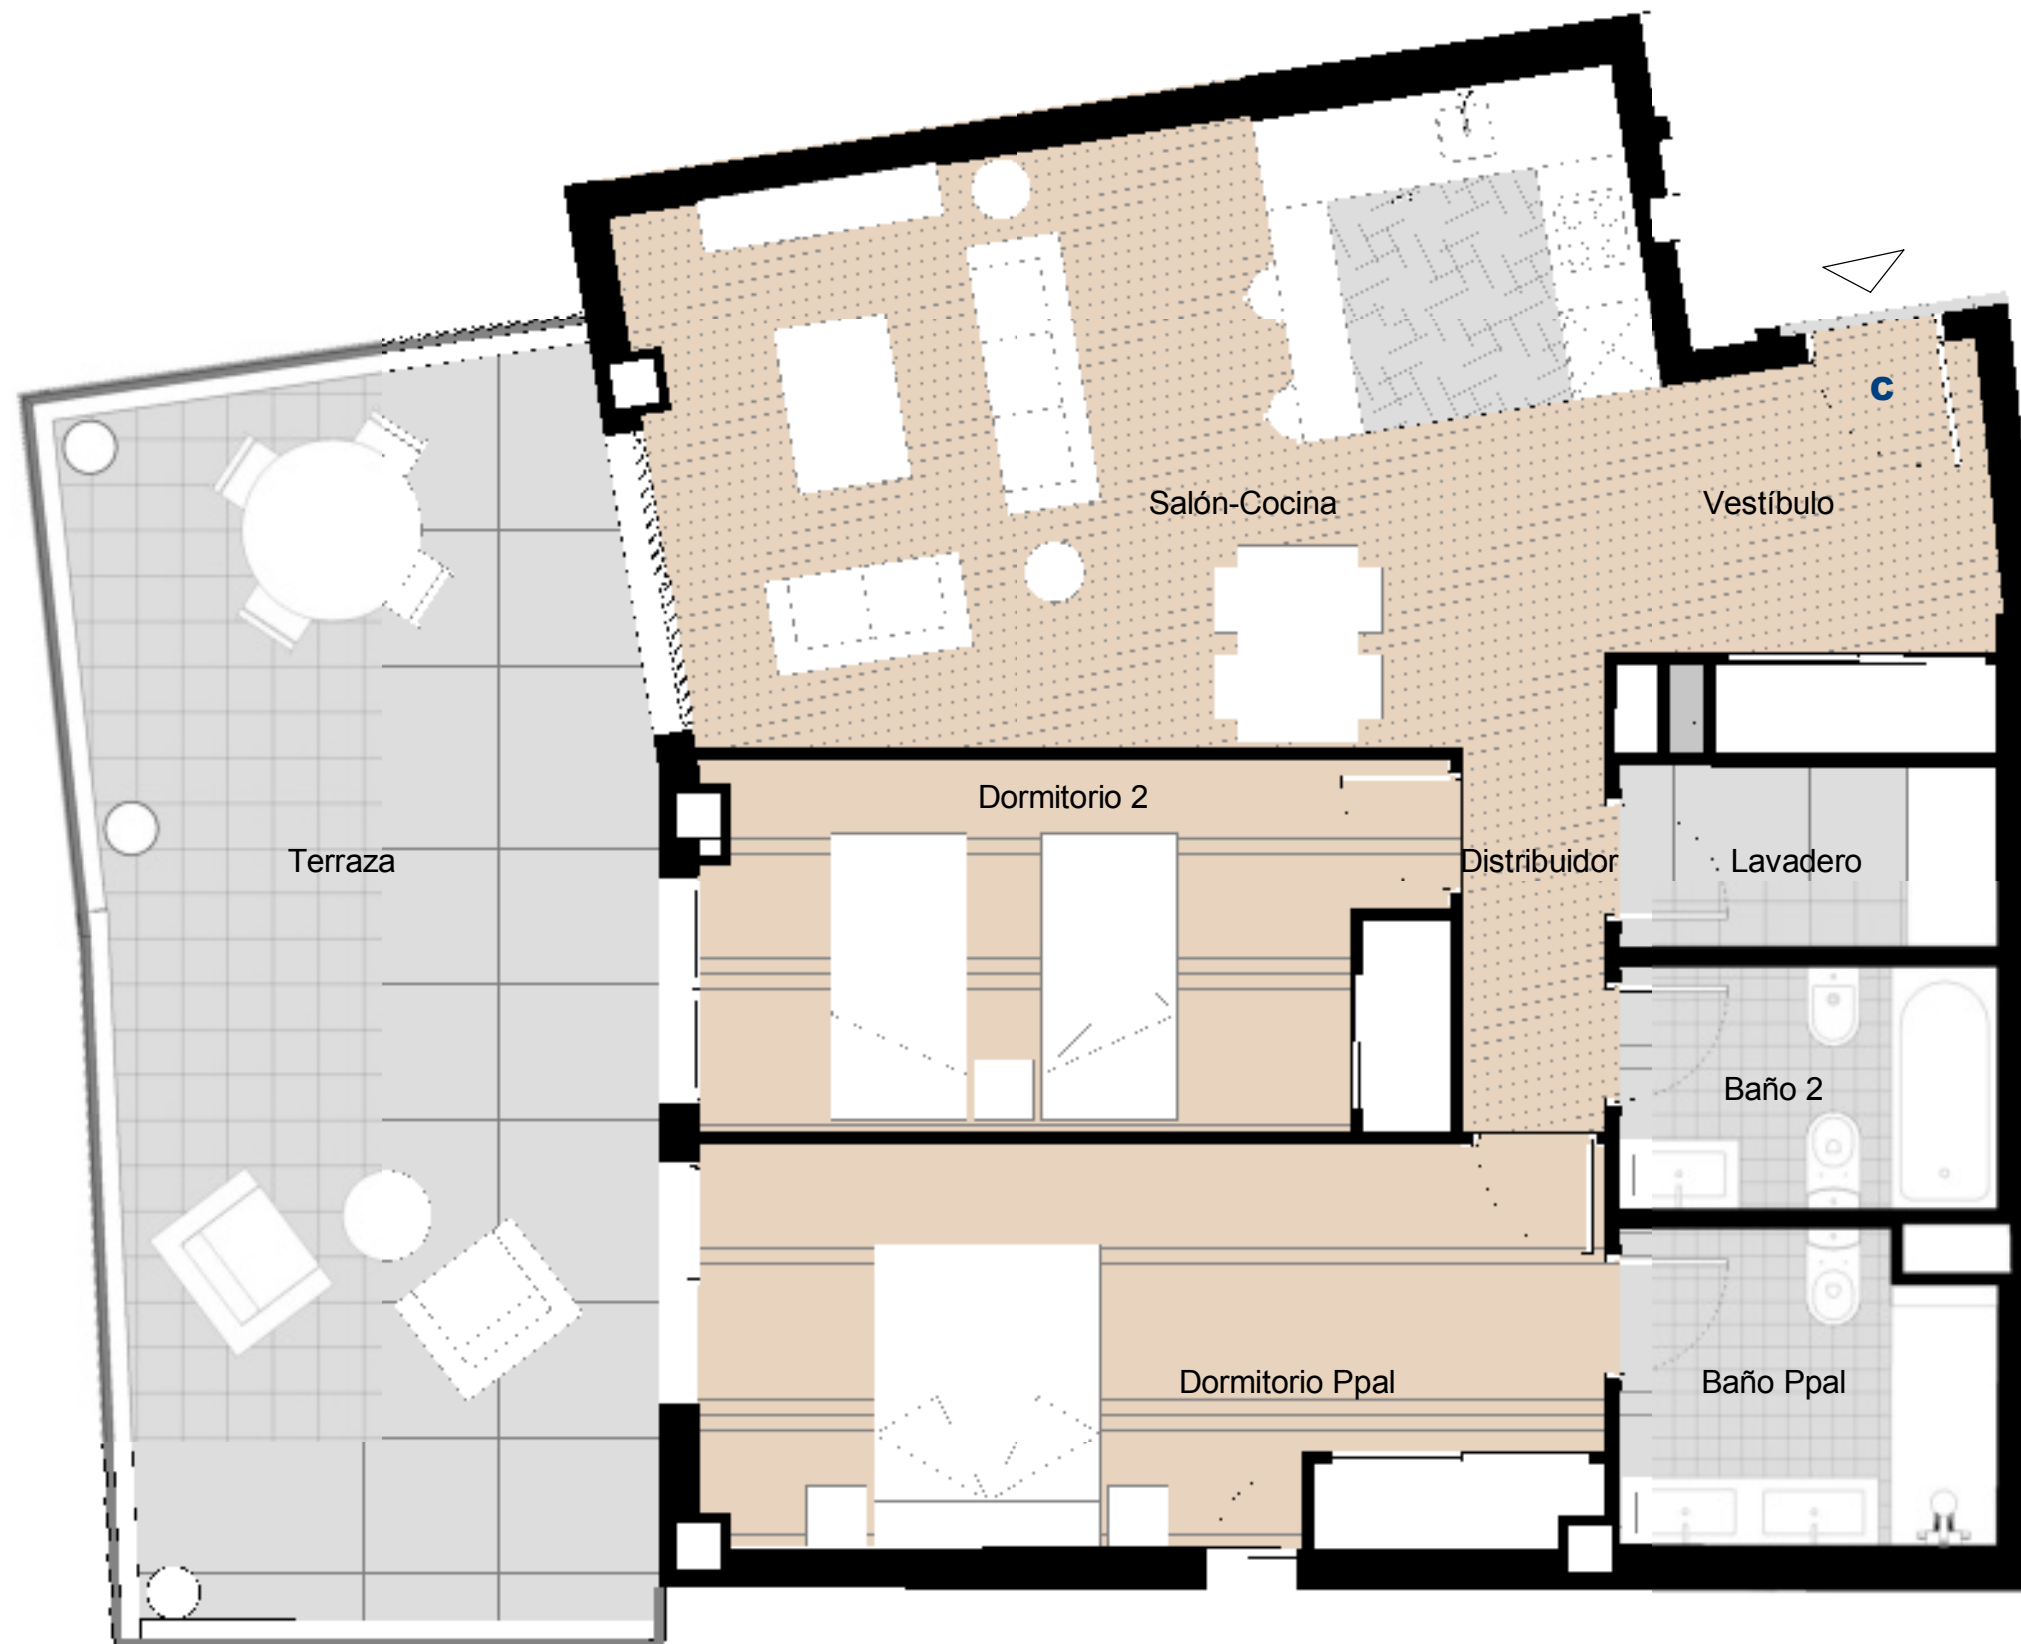 C
Salón-Cocina
Vestíbulo
Dormitorio 2
Terraza
Distribuidor
Lavadero
Baño 2
Dormitorio Ppal
Baño Ppal